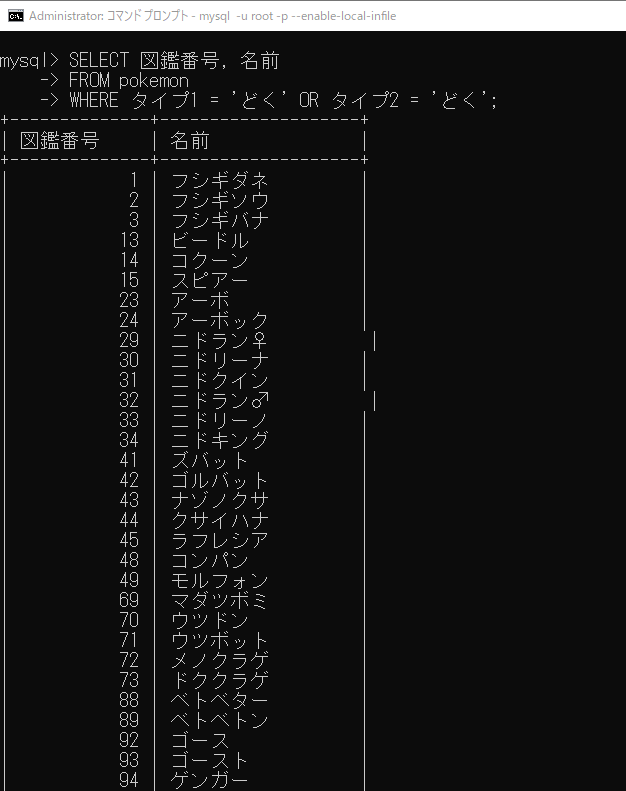 Administrator: コマンド プロンプト - mysql  -u root -p --enable-local-infile
mysql> SELECT 図鑑番号, 名前
    -> FROM pokemon
    -> WHERE タイプ1 = 'どく' OR タイプ2 = 'どく';
+--------------+--------------------+
| 図鑑番号     | 名前               |
+--------------+--------------------+
|            1 | フシギダネ         |
|            2 | フシギソウ         |
|            3 | フシギバナ         |
|           13 | ビードル           |
|           14 | コクーン           |
|           15 | スピアー           |
|           23 | アーボ             |
|           24 | アーボック         |
|           29 | ニドラン♀          |
|           30 | ニドリーナ         |
|           31 | ニドクイン         |
|           32 | ニドラン♂          |
|           33 | ニドリーノ         |
|           34 | ニドキング         |
|           41 | ズバット           |
|           42 | ゴルバット         |
|           43 | ナゾノクサ         |
|           44 | クサイハナ         |
|           45 | ラフレシア         |
|           48 | コンパン           |
|           49 | モルフォン         |
|           69 | マダツボミ         |
|           70 | ウツドン           |
|           71 | ウツボット         |
|           72 | メノクラゲ         |
|           73 | ドククラゲ         |
|           88 | ベトベター         |
|           89 | ベトベトン         |
|           92 | ゴース             |
|           93 | ゴースト           |
|           94 | ゲンガー           |